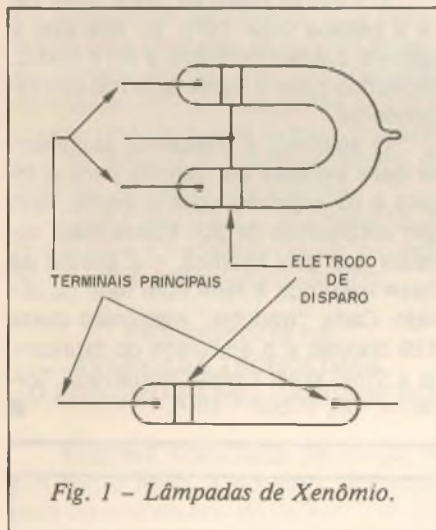 TERMINAIS PRINCIPAIS
ELETRODO
DE
DISPARO
Fig. 1 – Lâmpadas de Xenômio.